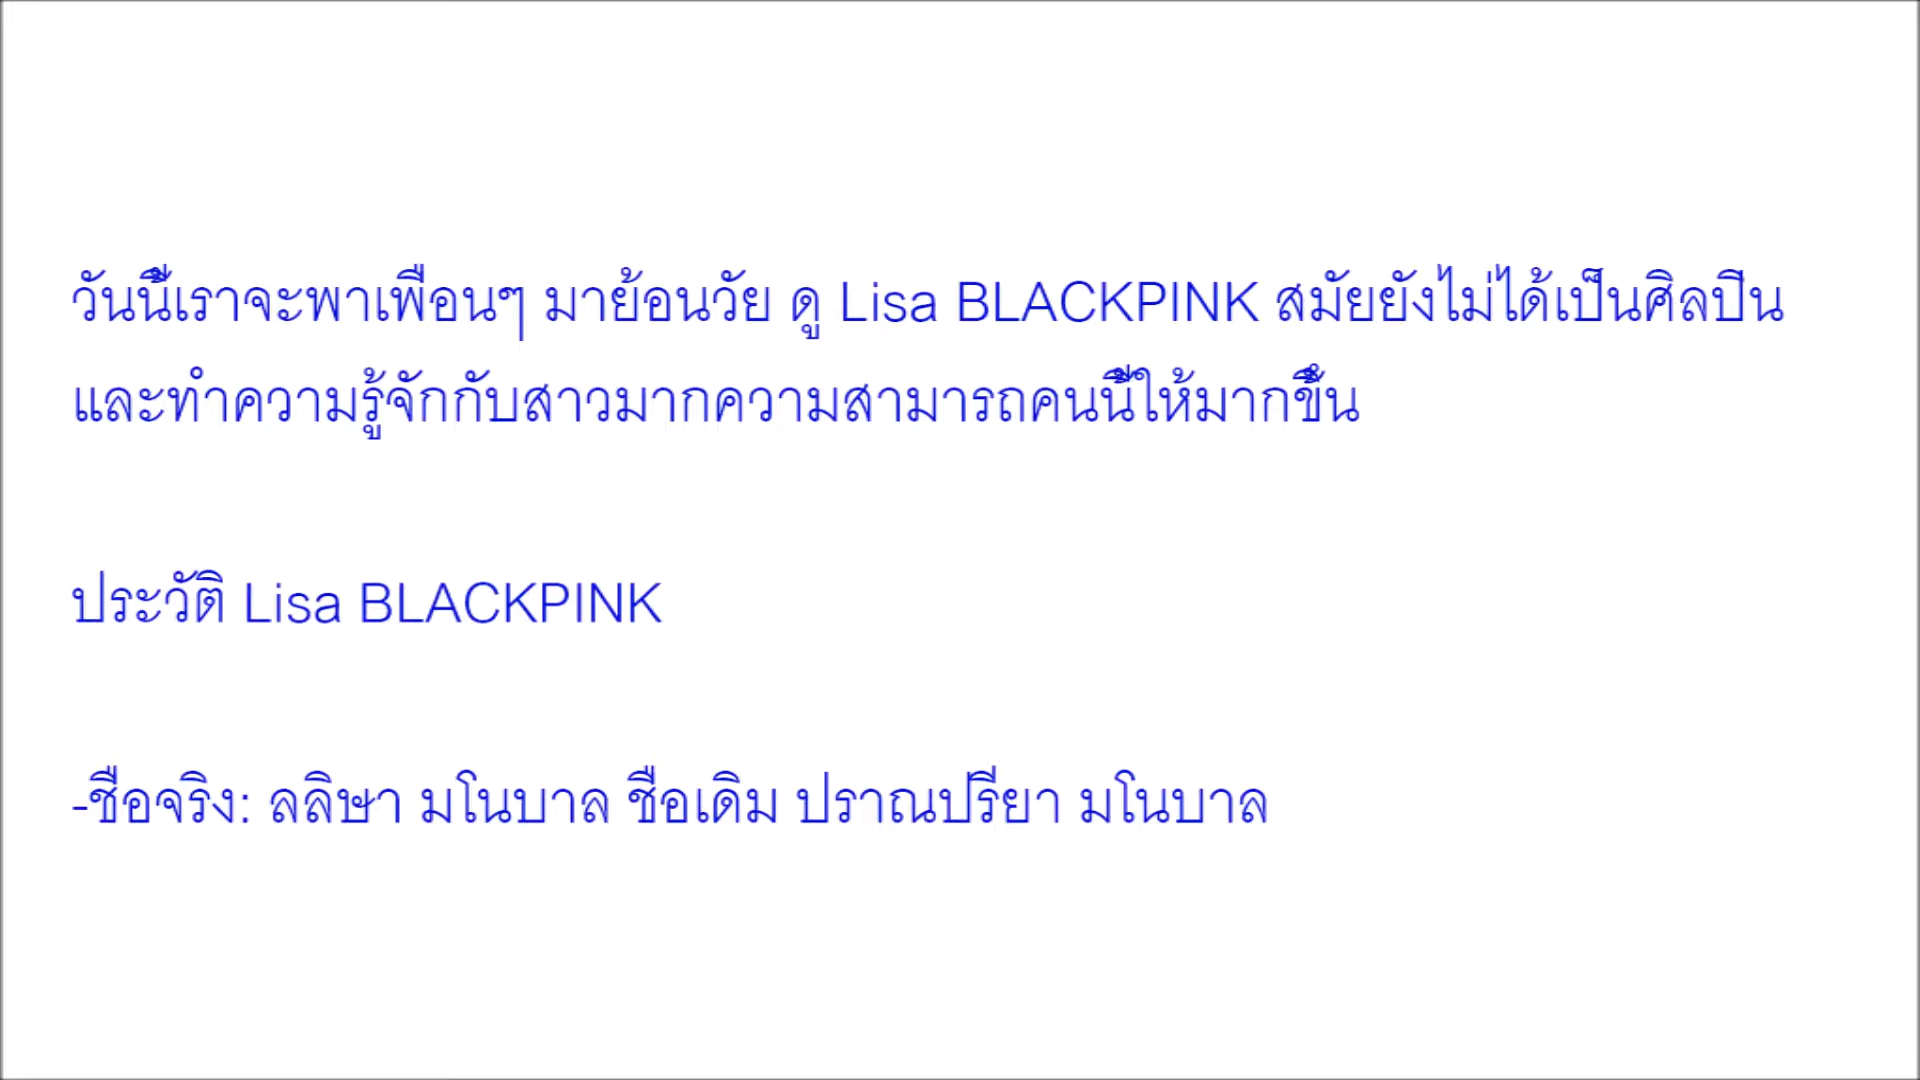 วันนี้เราจะพาเพื่อนๆ มาย้อนวัย ดู Lisa BLACKPINK สมัยยังไม่ได้เป็นศิลปิน
และทำความรู้จักกับสาวมากความสามารถคนนี้ให้มากขึ้น
ประวัติ Lisa BLACKPINK
-ชื่อจริง: ลลิษา มโนบาล ชื่อเดิม ปราณปรียา มโนบาล